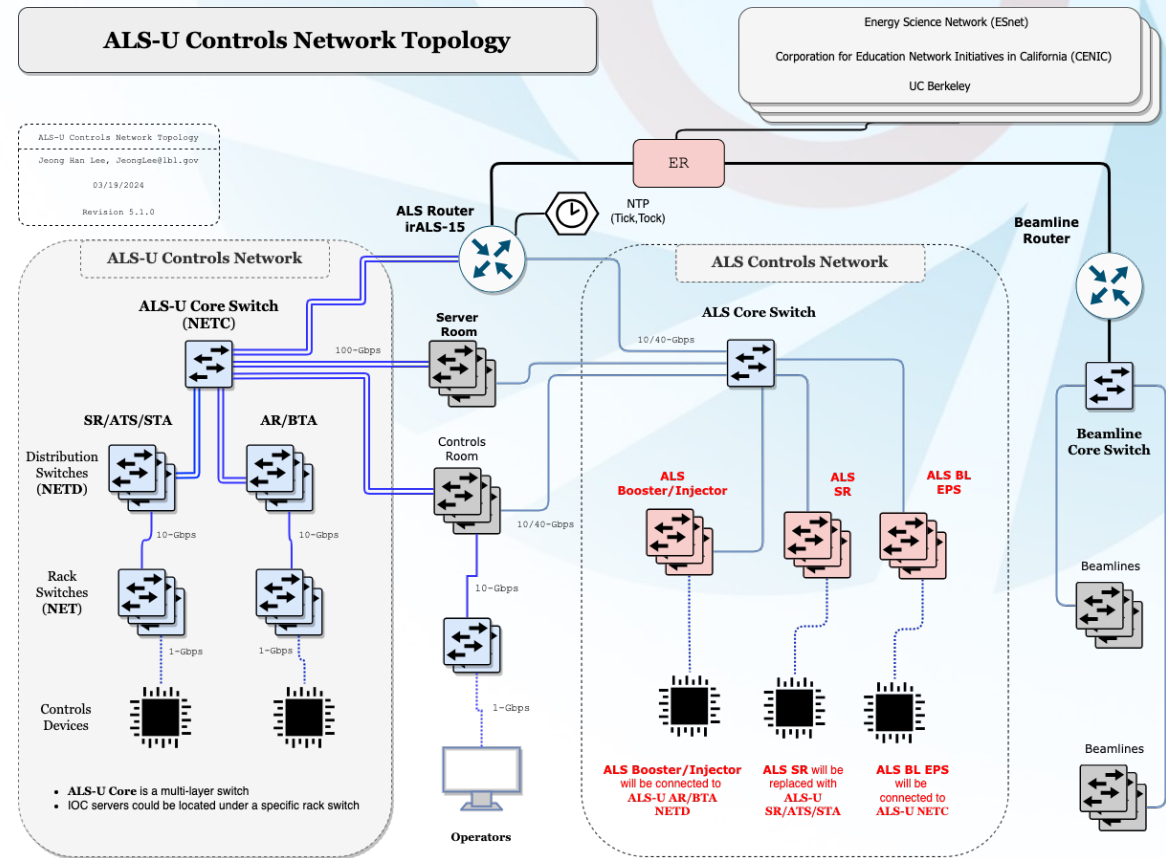 ALS-U Controls Network Topology
Energy Science Network (ESnet)
Corporation for Education Network Initiatives in California (CENIC)
UC Berkeley
ALS-U Controls Network Topology
Jeong Han Lee, JeongLee@lbl.gov
03/19/2024
Revision 5.1.0
ER
NTP
(Tick,Tock)
ALS Router
irALS-15
Beamline
Router
ALS-U Controls Network
ALS Controls Network
ALS-U Core Switch
(NETC)
Server
Room
ALS Core Switch
100-Gbps
10/40-Gbps
SR/ATS/STA
AR/BTA
Controls
Room
Beamline
Core Switch
Distribution
Switches
(NETD)
ALS
Booster/Injector
ALS
SR
ALS BL
EPS
10-Gbps
10-Gbps
10/40-Gbps
Rack
Switches
(NET)
10-Gbps
Beamlines
1-Gbps
1-Gbps
Controls
Devices
1-Gbps
Beamlines
ALS Booster/Injector
will be connected to
ALS-U AR/BTA
NETD
ALS SR will be
replaced with
ALS-U
SR/ATS/STA
ALS BL EPS
will be
connected to
ALS-U NETC
• ALS-U Core is a multi-layer switch
• IOC servers could be located under a specific rack switch
Operators